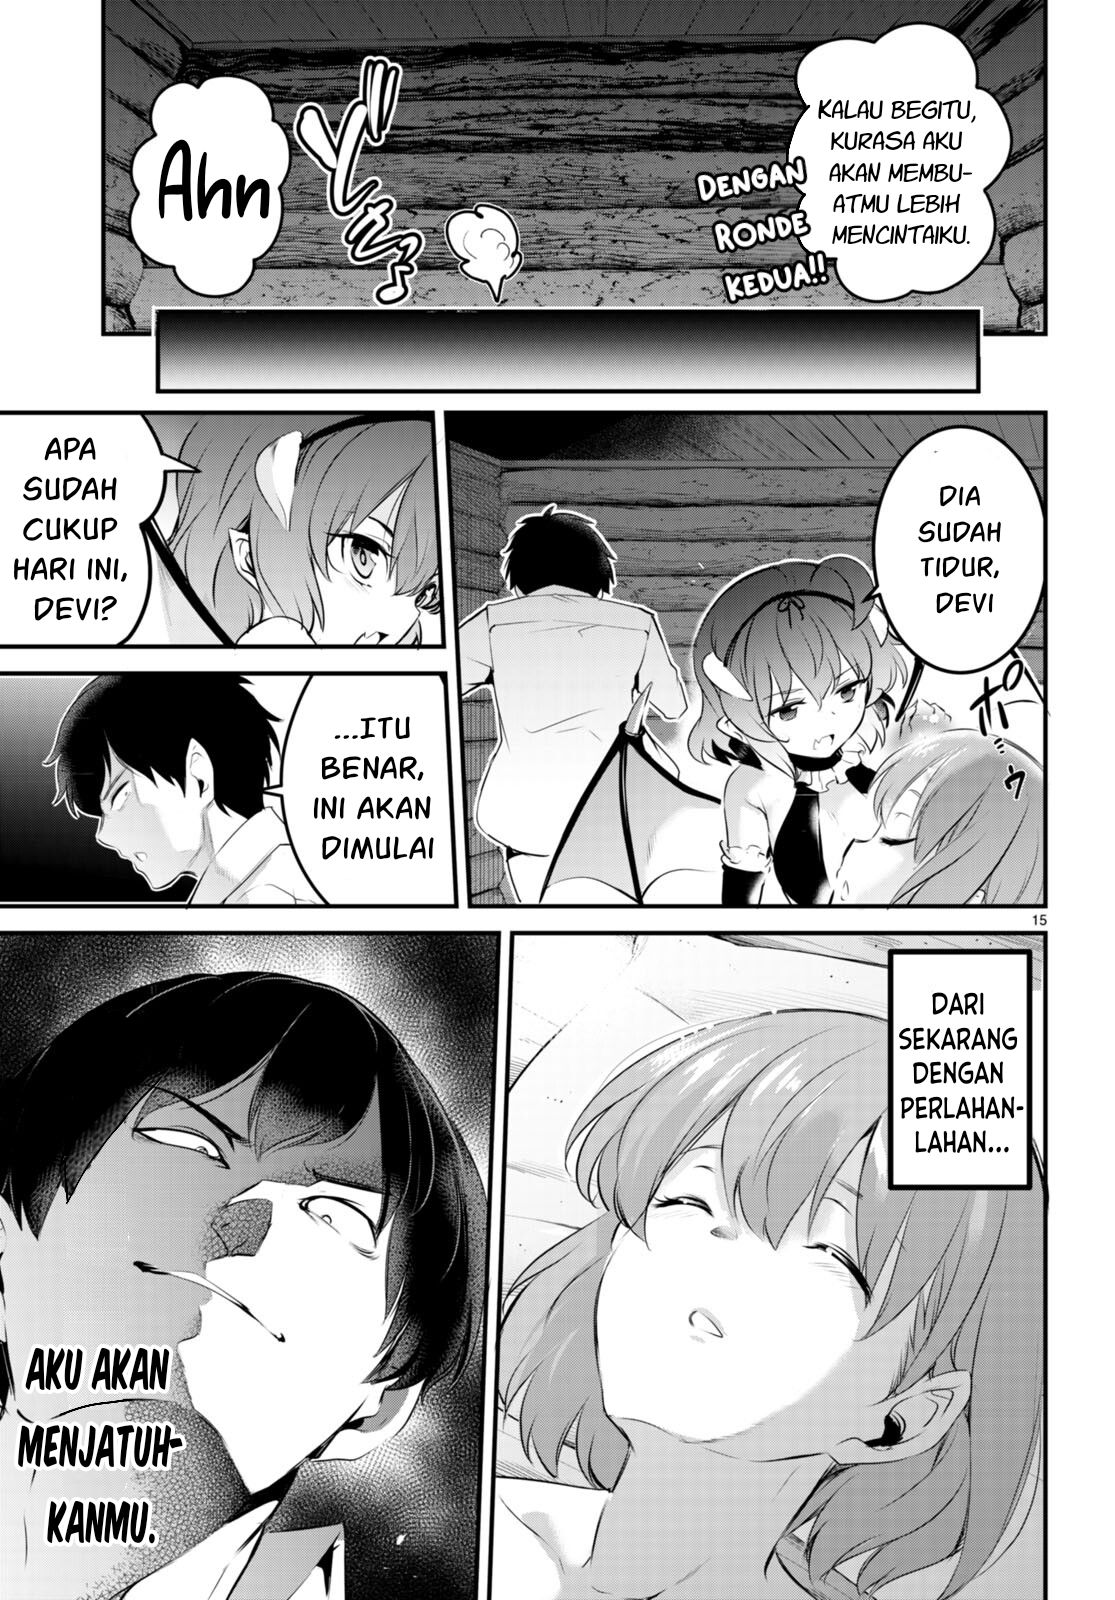 KALAU BEGITU,
KURASA AKU
AKAN MEMBU-
ATMU LEBIH
MENCINTAIKU.
DENGAN
RONDE
KEDUA!!
Ahn
DIA
SUDAH
TIDUR,
DEVI
APA
SUDAH
CUKUP
HARI INI,
DEVI?
...ITU
BENAR,
INI AKAN
DIMULAI
15
DARI
SEKARANG
DENGAN
PERLAHAN-
LAHAN...
AKU AKAN
MENJATUH-
KANMU.